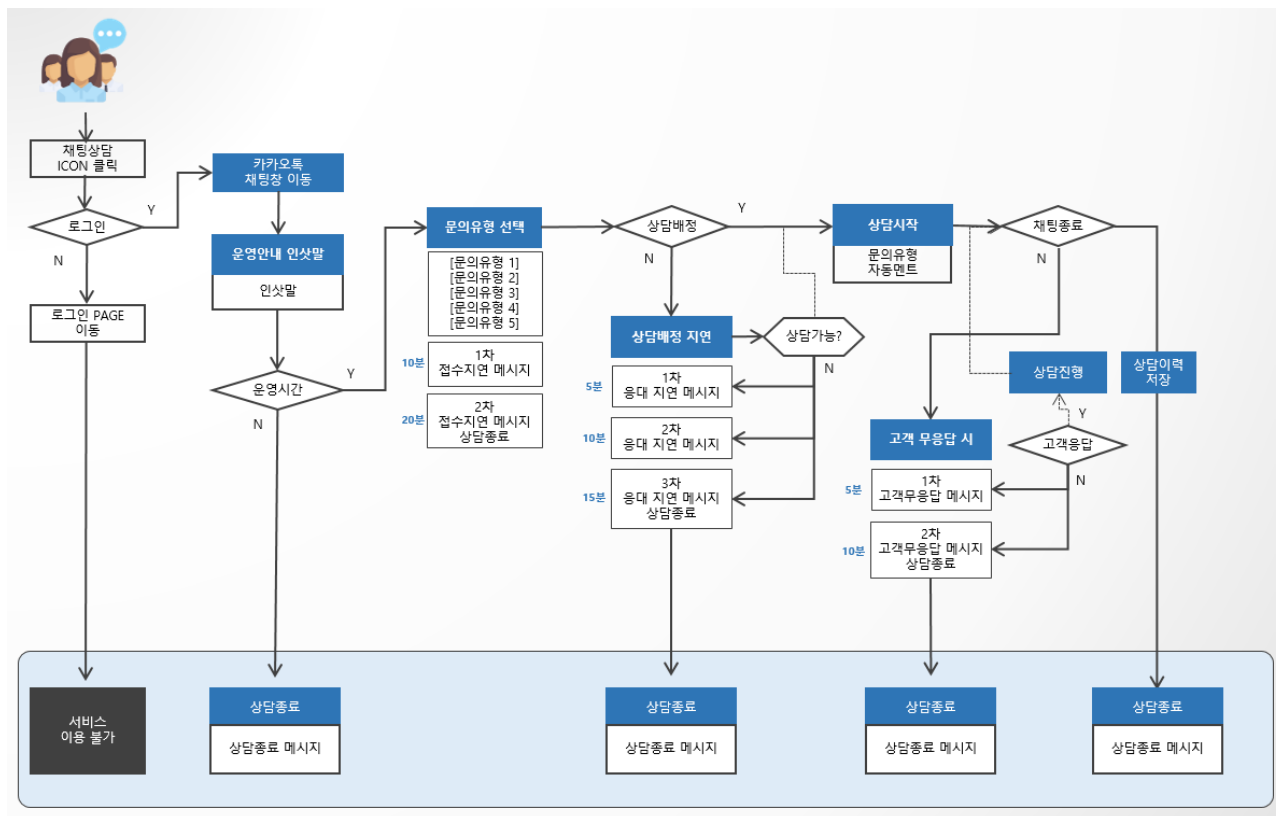 채팅상담
ICON 클릭
로그인
Y
N
로그인 PAGE
이동
카카오톡
채팅창 이동
운영안내 인삿말
인삿말
운영시간
Y
N
문의유형 선택
[문의유형 1]
[문의유형 2]
[문의유형 3]
[문의유형 4]
[문의유형 5]
10분
1차
접수지연 메시지
20분
2차
접수지연 메시지
상담종료
상담배정
Y
N
상담배정 지연
상담가능?
N
5분
1차
응대 지연 메시지
10분
2차
응대 지연 메시지
15분
3차
응대 지연 메시지
상담종료
상담시작
문의유형
자동멘트
채팅종료
N
상담진행
상담이력
저장
Y
고객응답
N
고객 무응답 시
5분
1차
고객무응답 메시지
10분
2차
고객무응답 메시지
상담종료
서비스
이용 불가
상담종료
상담종료 메시지
상담종료
상담종료 메시지
상담종료
상담종료 메시지
상담종료
상담종료 메시지